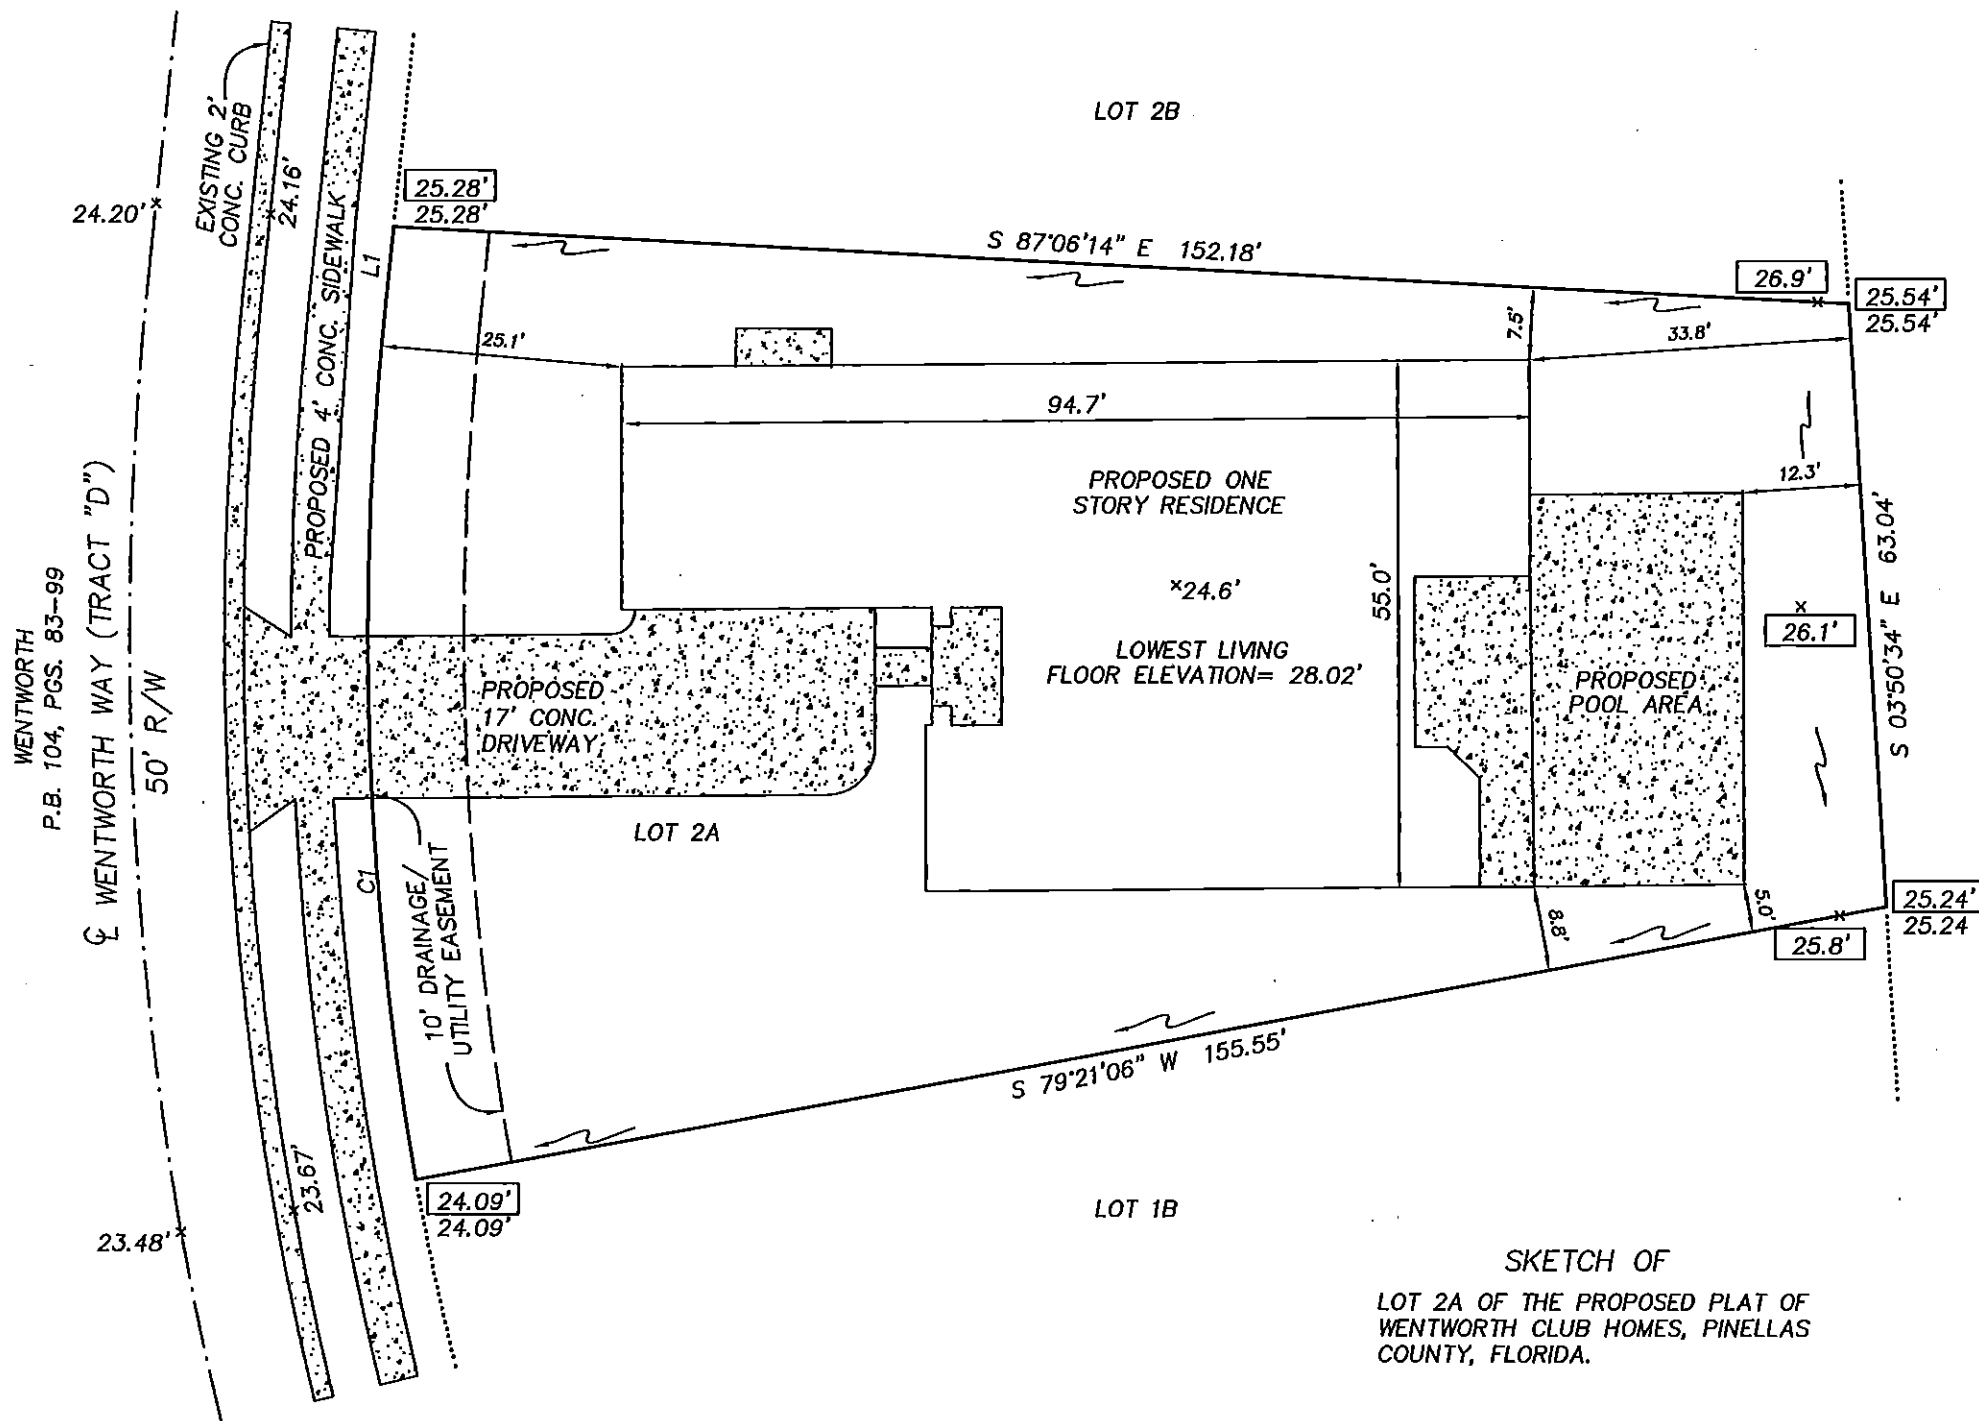 LOT 2B
EXISTING 2'
CONC. CURB
24.16'
24.20'
PROPOSED 4' CONC. SIDEWALK
L1
25.28'
25.28'
S 87°06'14" E 152.18'
26.9'
25.54'
25.54'
25.1'
7.5'
33.8'
94.7'
12.3'
PROPOSED ONE
STORY RESIDENCE
24.6'
LOWEST LIVING
FLOOR ELEVATION= 28.02'
55.0'
26.1'
S 03°50'34" E 63.04'
PROPOSED
POOL AREA
PROPOSED
17' CONC.
DRIVEWAY
WENTWORTH
P.B. 104, PGS. 83-99
℄ WENTWORTH WAY (TRACT "D")
50' R/W
LOT 2A
C1
10' DRAINAGE/
UTILITY EASEMENT
8.8'
5.0'
25.24'
25.24
25.8'
S 79°21'06" W 155.55'
23.67'
23.48'
24.09'
24.09'
LOT 1B
SKETCH OF
LOT 2A OF THE PROPOSED PLAT OF
WENTWORTH CLUB HOMES, PINELLAS
COUNTY, FLORIDA.